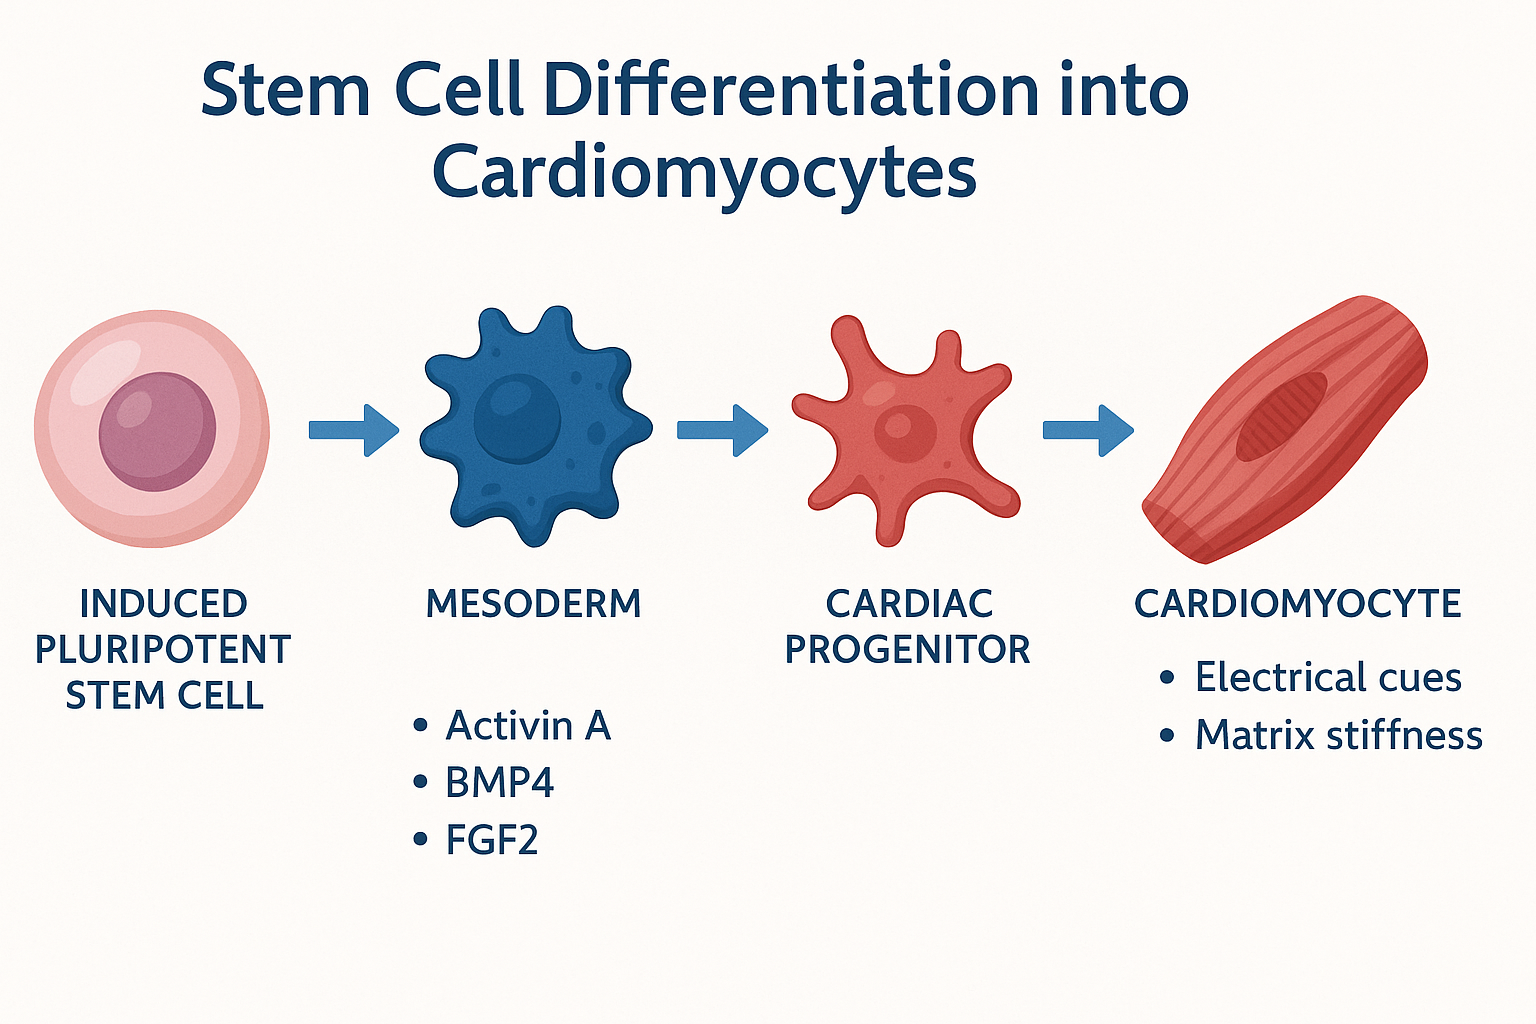 Stem Cell Differentiation into
Cardiomyocytes
INDUCED
PLURIPOTENT
STEM CELL
MESODERM
• Activin A
• BMP4
• FGF2
CARDIAC
PROGENITOR
CARDIOMYOCYTE
• Electrical cues
• Matrix stiffness